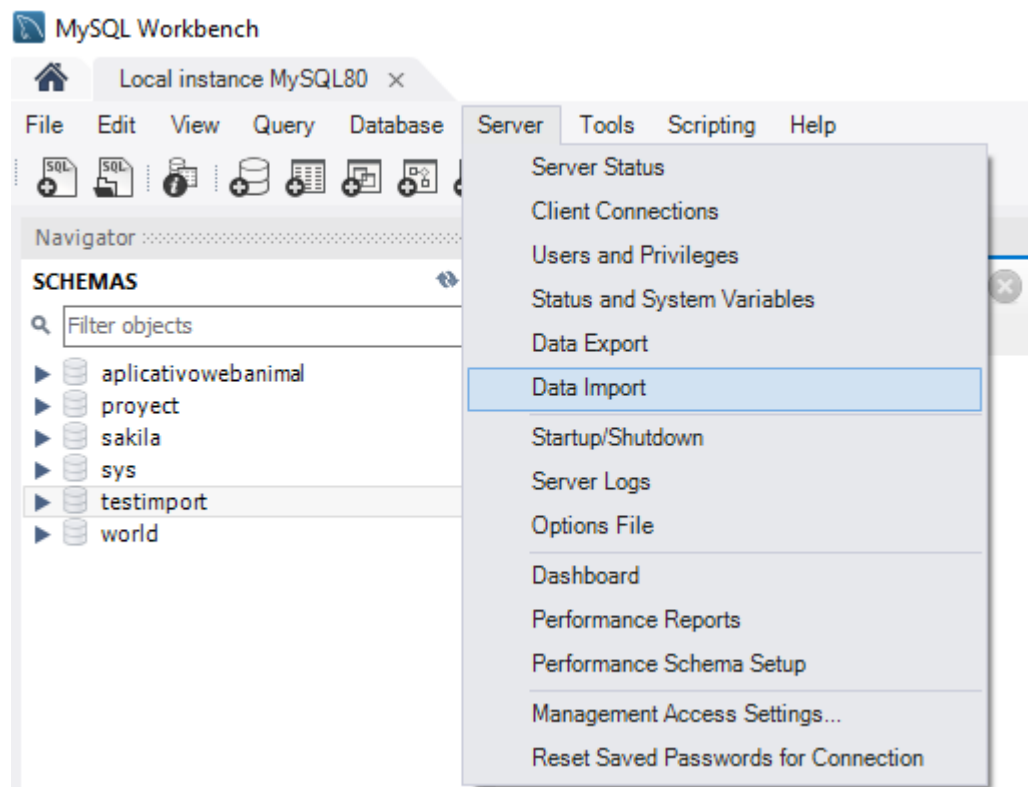 MySQL Workbench
Local instance MySQL80
File Edit View Query Database Server Tools Scripting Help
SQL SQL
Navigator
SCHEMAS
Filter objects
aplicativowebanimal
proyect
sakila
sys
testimport
world
Server Status
Client Connections
Users and Privileges
Status and System Variables
Data Export
Data Import
Startup/Shutdown
Server Logs
Options File
Dashboard
Performance Reports
Performance Schema Setup
Management Access Settings...
Reset Saved Passwords for Connection